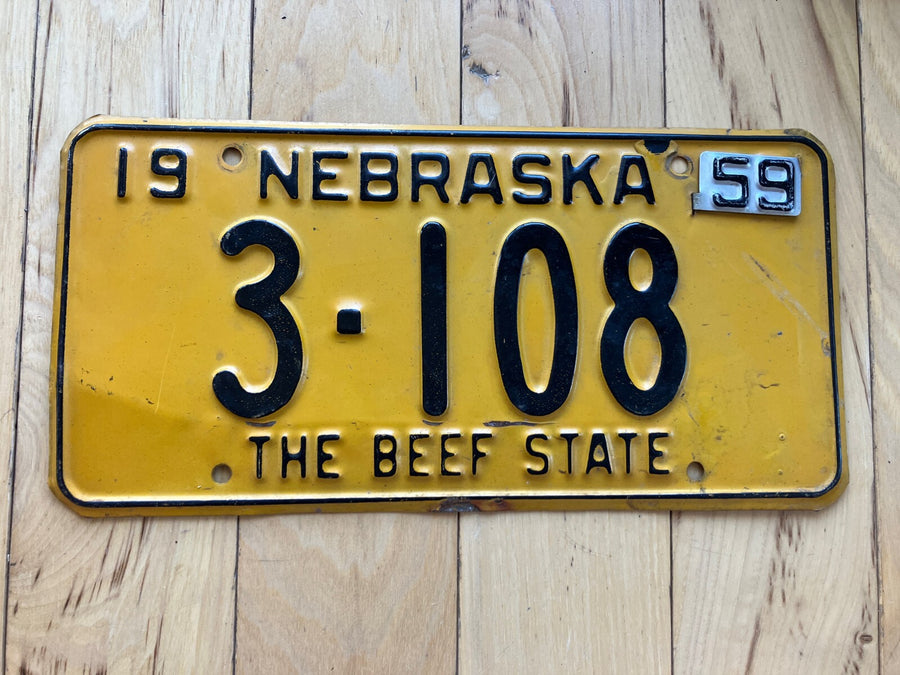 19 NEBRASKA 59
3·108
THE BEEF STATE